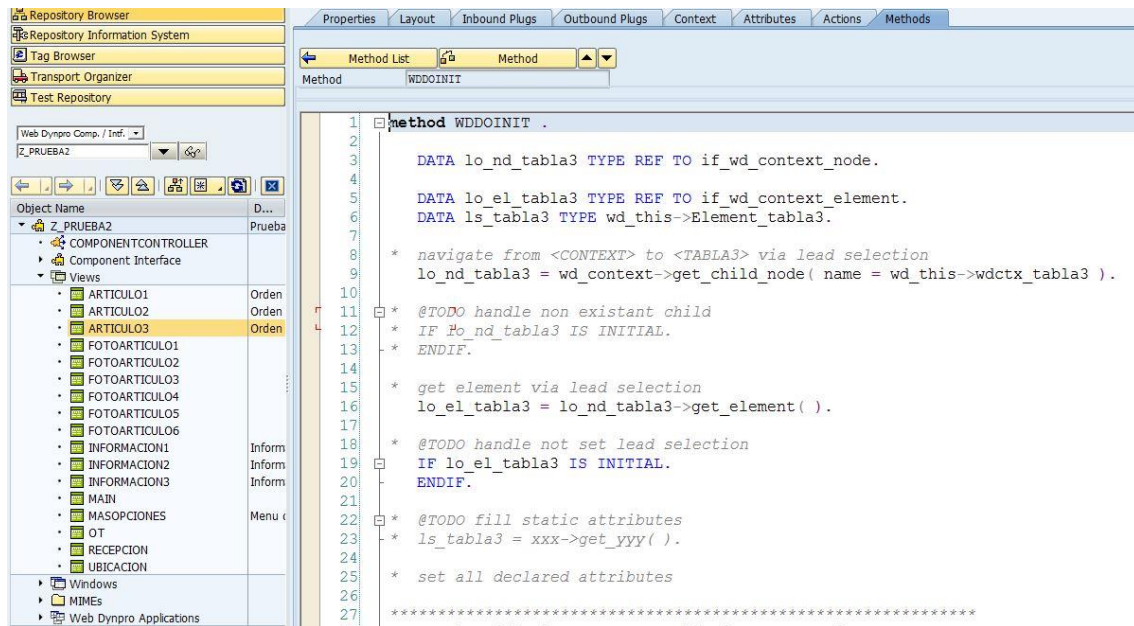 Repository Browser
Repository Information System
Tag Browser
Transport Organizer
Test Repository
Web Dynpro Comp. / Intf.
Z_PRUEBA2
Object Name D...
Z_PRUEBA2 Prueba
COMPONENTCONTROLLER
Component Interface
Views
ARTICULO1 Orden
ARTICULO2 Orden
ARTICULO3 Orden
FOTOARTICULO1
FOTOARTICULO2
FOTOARTICULO3
FOTOARTICULO4
FOTOARTICULO5
FOTOARTICULO6
INFORMACION1 Inform
INFORMACION2 Inform
INFORMACION3 Inform
MAIN
MASOPCIONES Menu
OT
RECEPCION
UBICACION
Windows
MIMEs
Web Dynpro Applications
Properties Layout Inbound Plugs Outbound Plugs Context Attributes Actions Methods
Method List Method
Method WDDOINIT
1 method WDDOINIT .
2
3 DATA lo_nd_tabla3 TYPE REF TO if_wd_context_node.
4
5 DATA lo_el_tabla3 TYPE REF TO if_wd_context_element.
6 DATA ls_tabla3 TYPE wd_this->Element_tabla3.
7
8 * navigate from <CONTEXT> to <TABLA3> via lead selection
9 lo_nd_tabla3 = wd_context->get_child_node( name = wd_this->wdctx_tabla3 ).
10
11 * @TODO handle non existant child
12 * IF lo_nd_tabla3 IS INITIAL.
13 * ENDIF.
14
15 * get element via lead selection
16 lo_el_tabla3 = lo_nd_tabla3->get_element( ).
17
18 * @TODO handle not set lead selection
19 IF lo_el_tabla3 IS INITIAL.
20 ENDIF.
21
22 * @TODO fill static attributes
23 * ls_tabla3 = xxx->get_yyy( ).
24
25 * set all declared attributes
26
27 *************************************************************